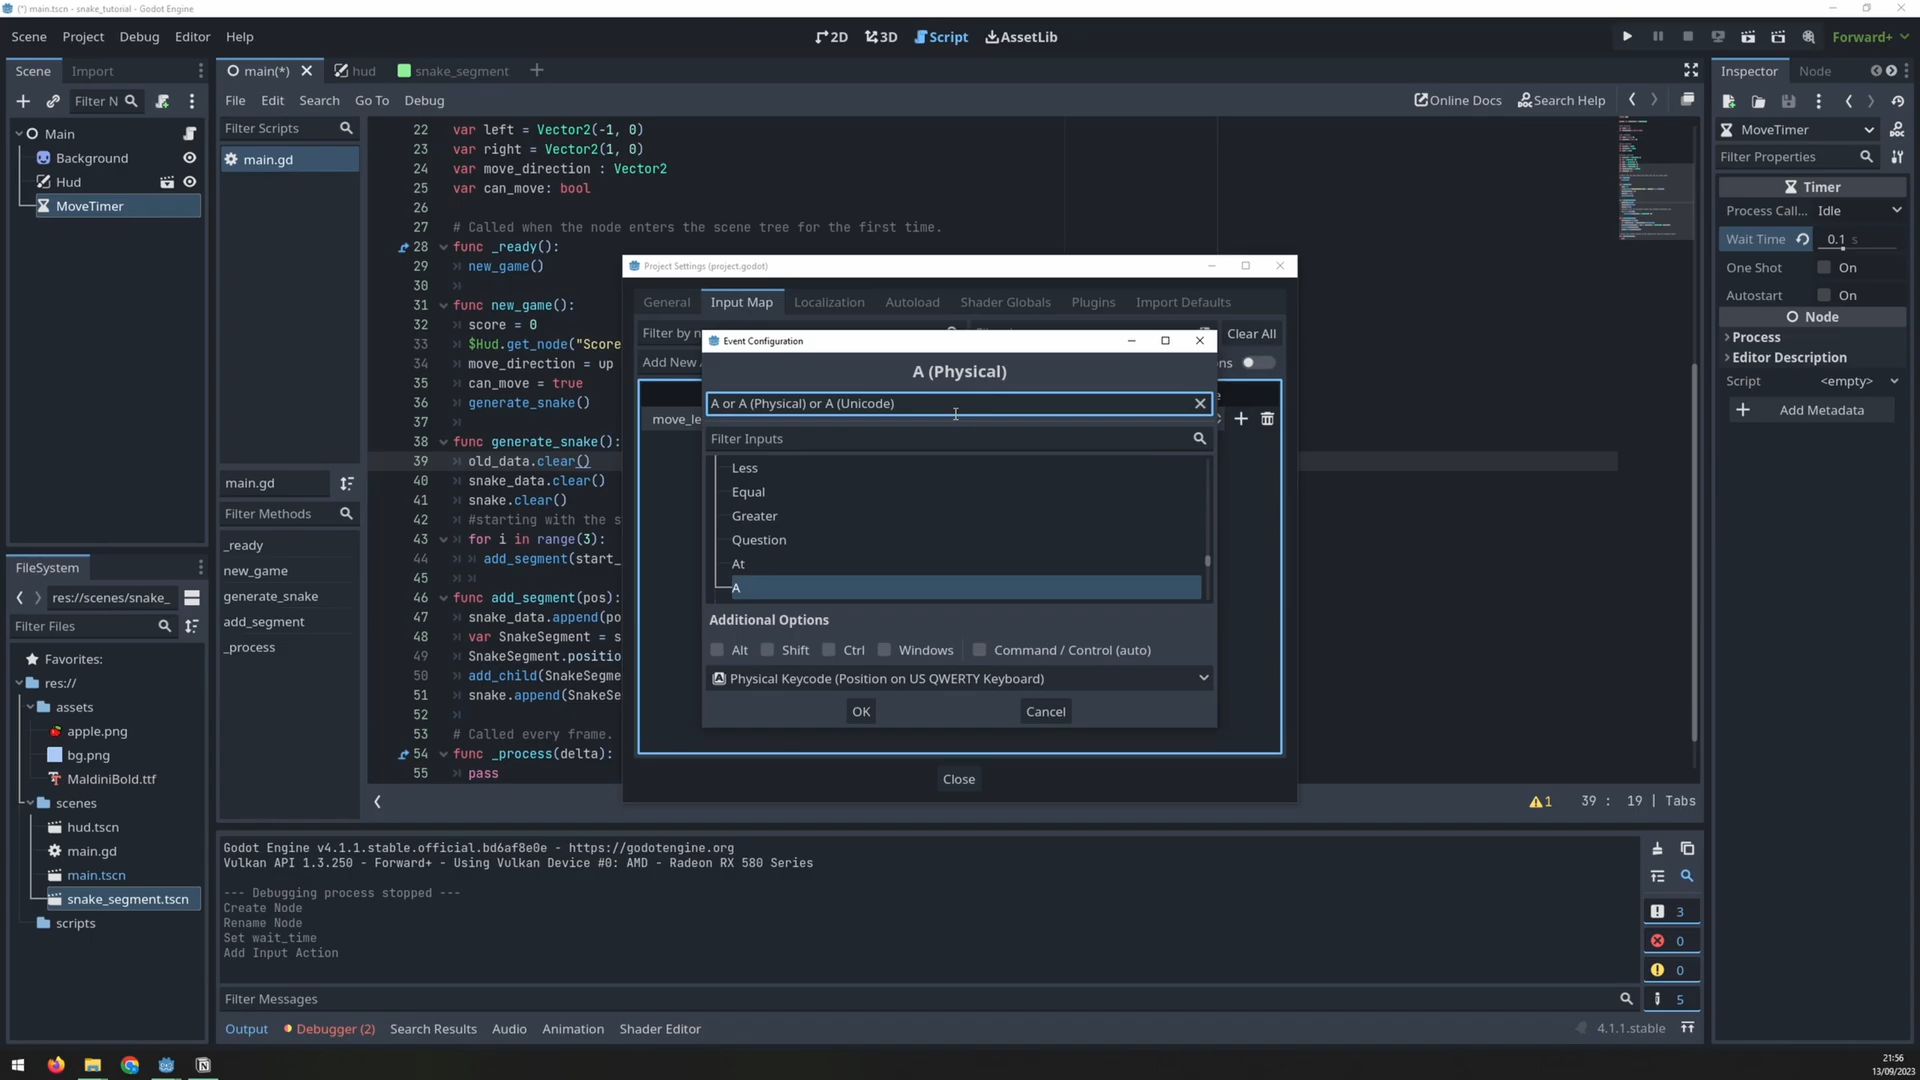 (*) main.tscn - snake_tutorial - Godot Engine
Scene Project Debug Editor Help
2D 3D Script AssetLib
Forward+
Scene Import
Filter N
Main
Background
Hud
MoveTimer
main(*) hud snake_segment
File Edit Search Go To Debug
Online Docs Search Help
Filter Scripts
main.gd
main.gd
Filter Methods
_ready
new_game
generate_snake
add_segment
_process
22 var left = Vector2(-1, 0)
23 var right = Vector2(1, 0)
24 var move_direction : Vector2
25 var can_move: bool
26
27 # Called when the node enters the scene tree for the first time.
28 func _ready():
29 new_game()
30
31 func new_game():
32 score = 0
33 $Hud.get_node("Score
34 move_direction = up
35 can_move = true
36 generate_snake()
37
38 func generate_snake():
39 old_data.clear()
40 snake_data.clear()
41 snake.clear()
42 #starting with the s
43 for i in range(3):
44 add_segment(start_
45
46 func add_segment(pos):
47 snake_data.append(po
48 var SnakeSegment = s
49 SnakeSegment.positio
50 add_child(SnakeSegme
51 snake.append(SnakeSe
52
53 # Called every frame.
54 func _process(delta):
55 pass
1 39 : 19 | Tabs
Project Settings (project.godot)
General Input Map Localization Autoload Shader Globals Plugins Import Defaults
Filter by n
Clear All
Add New
ns
move_le
Event Configuration
A (Physical)
A or A (Physical) or A (Unicode)
Filter Inputs
Less
Equal
Greater
Question
At
A
Additional Options
Alt Shift Ctrl Windows Command / Control (auto)
Physical Keycode (Position on US QWERTY Keyboard)
OK Cancel
Close
FileSystem
res://scenes/snake_
Filter Files
Favorites:
res://
assets
apple.png
bg.png
MaldiniBold.ttf
scenes
hud.tscn
main.gd
main.tscn
snake_segment.tscn
scripts
Godot Engine v4.1.1.stable.official.bd6af8e0e - https://godotengine.org
Vulkan API 1.3.250 - Forward+ - Using Vulkan Device #0: AMD - Radeon RX 580 Series
--- Debugging process stopped ---
Create Node
Rename Node
Set wait_time
Add Input Action
3
0
0
5
Filter Messages
Output Debugger (2) Search Results Audio Animation Shader Editor
4.1.1.stable
Inspector Node
MoveTimer
Filter Properties
Timer
Process Call... Idle
Wait Time 0.1 s
One Shot On
Autostart On
Node
Process
Editor Description
Script <empty>
Add Metadata
21:56
13/09/2023